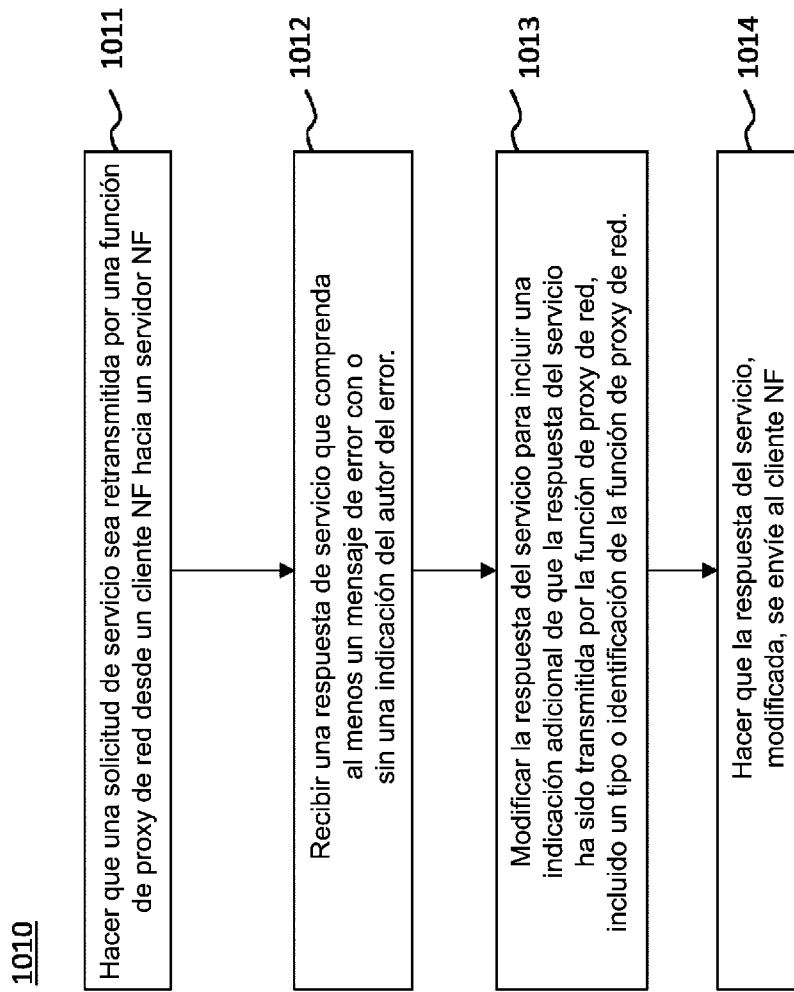 1010
Hacer que una solicitud de servicio sea retransmitida por una función
de proxy de red desde un cliente NF hacia un servidor NF
1011
Recibir una respuesta de servicio que comprenda
al menos un mensaje de error con o
sin una indicación del autor del error.
1012
Modificar la respuesta del servicio para incluir una
indicación adicional de que la respuesta del servicio
ha sido transmitida por la función de proxy de red,
incluido un tipo o identificación de la función de proxy de red.
1013
Hacer que la respuesta del servicio,
modificada, se envíe al cliente NF
1014